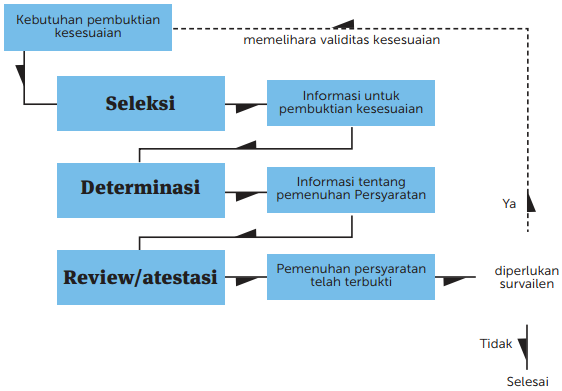 Kebutuhan pembuktian
kesesuaian
memelihara validitas kesesuaian
Seleksi
Informasi untuk
pembuktian kesesuaian
Determinasi
Informasi tentang
pemenuhan Persyaratan
Ya
Review/atestasi
Pemenuhan persyaratan
telah terbukti
diperlukan
survailen
Tidak
Selesai